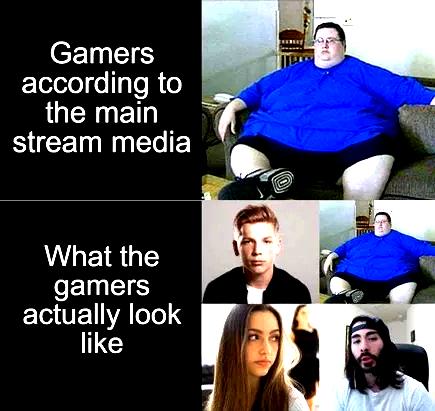 Gamers
according to
the main
stream media
What the
gamers
actually look
like